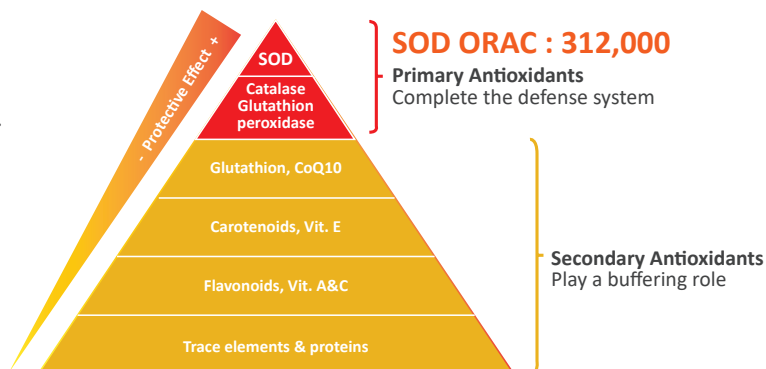 SOD ORAC : 312,000
Primary Antioxidants
Complete the defense system
- Protective Effect +
SOD
Catalase
Glutathion
peroxidase
Glutathion, CoQ10
Carotenoids, Vit. E
Flavonoids, Vit. A&C
Trace elements & proteins
Secondary Antioxidants
Play a buffering role